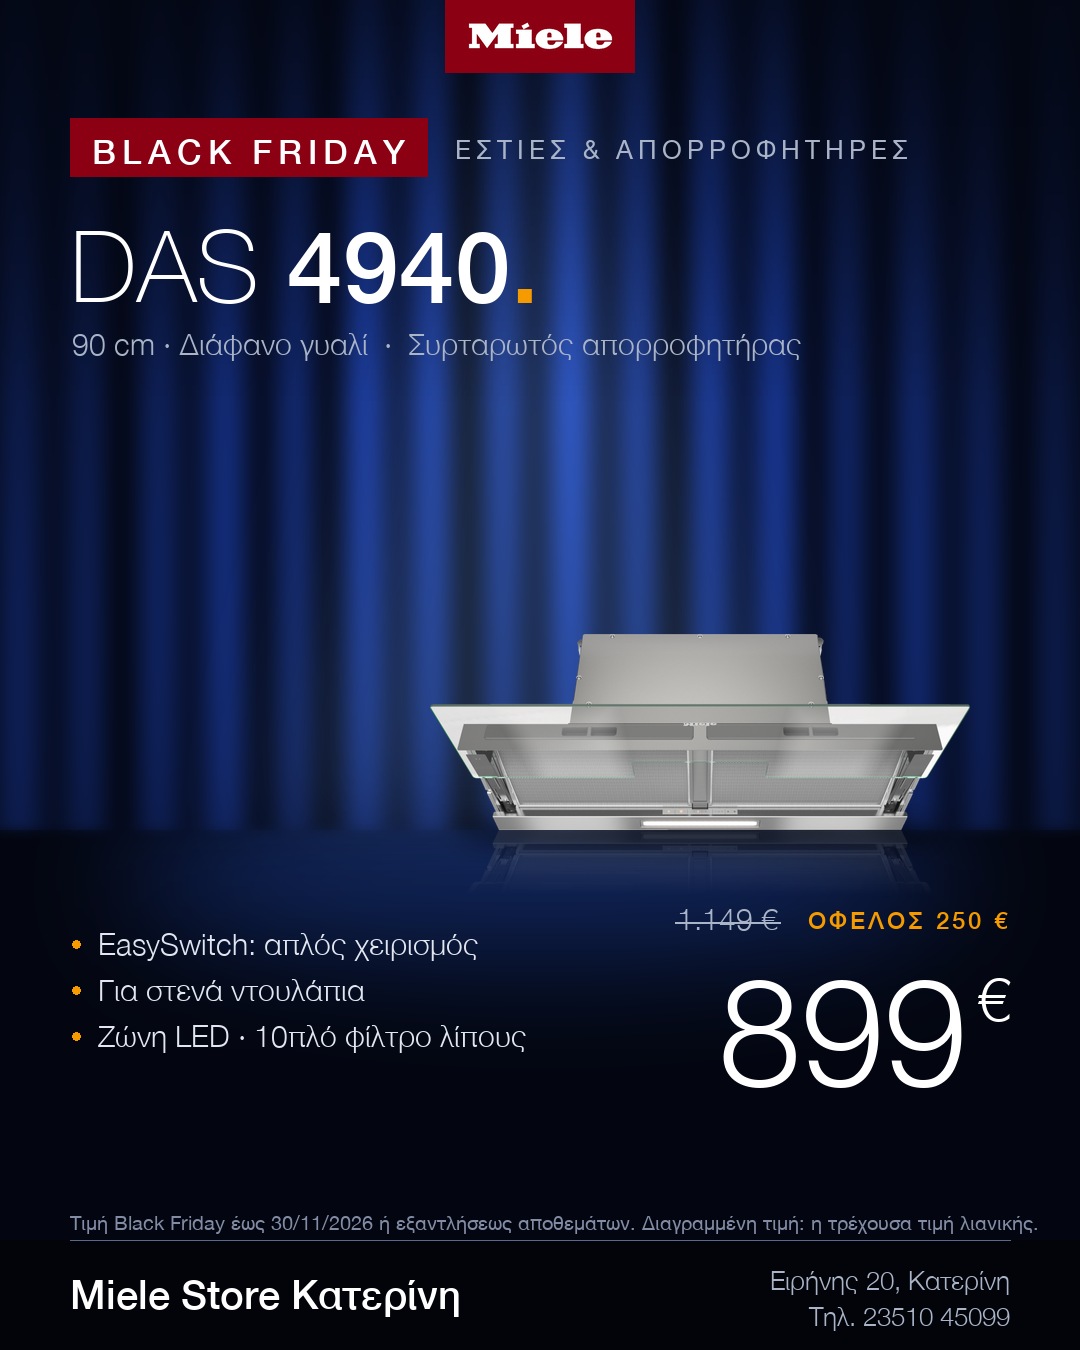 Miele
BLACK FRIDAY
ΕΣΤΙΕΣ & ΑΠΟΡΡΟΦΗΤΗΡΕΣ
DAS 4940.
90 cm · Διάφανο γυαλί · Συρταρωτός απορροφητήρας
1.149 €
ΟΦΕΛΟΣ 250 €
• EasySwitch: απλός χειρισμός
• Για στενά ντουλάπια
• Ζώνη LED · 10πλό φίλτρο λίπους
899 €
Τιμή Black Friday έως 30/11/2026 ή εξαντλήσεως αποθεμάτων. Διαγραμμένη τιμή: η τρέχουσα τιμή λιανικής.
Miele Store Κατερίνη
Ειρήνης 20, Κατερίνη
Τηλ. 23510 45099